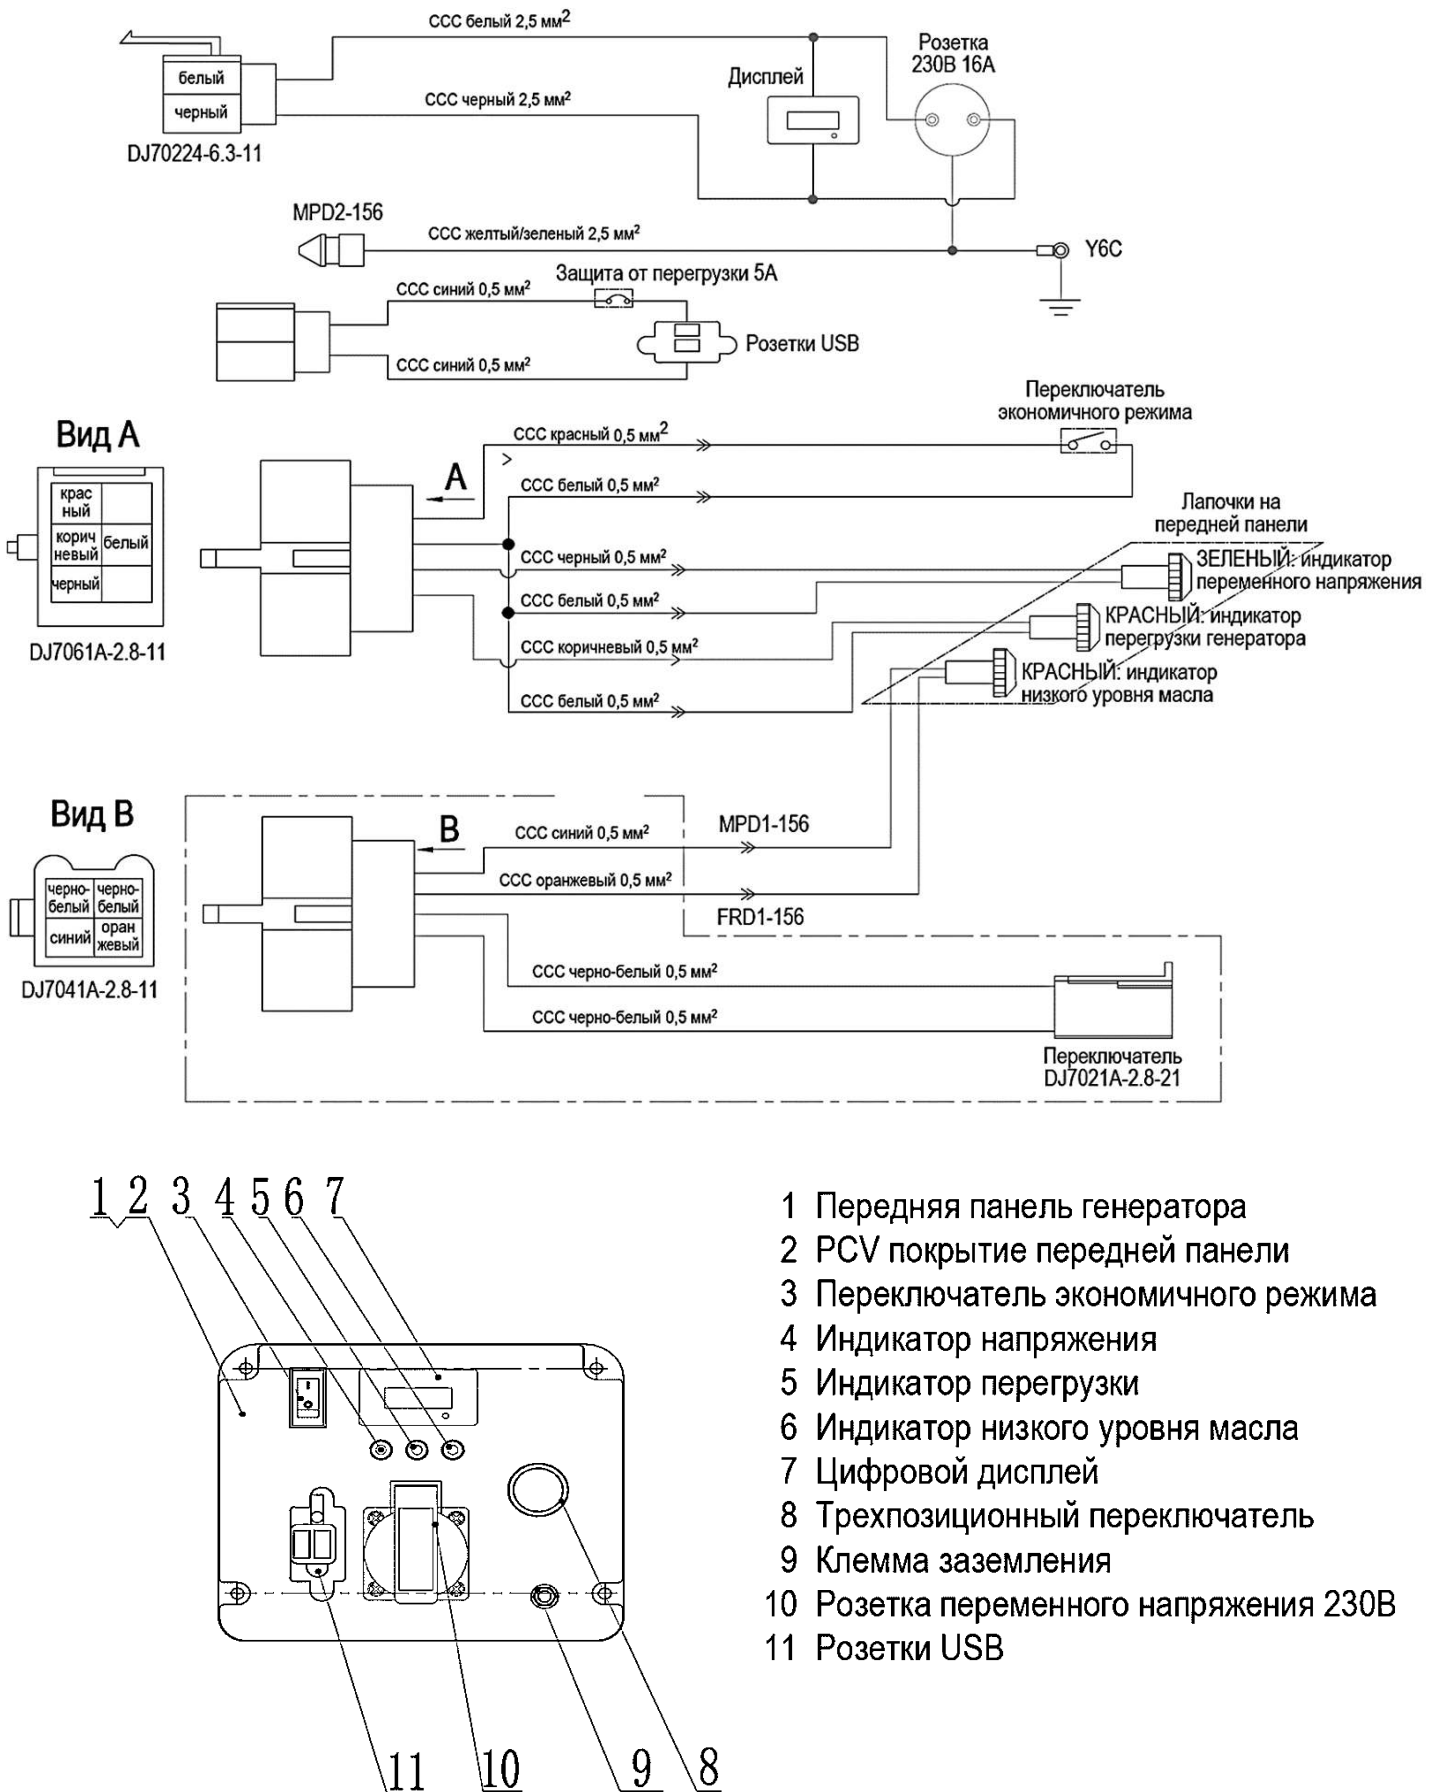 ССС белый 2,5 мм²
Розетка
230В 16А
Дисплей
белый
черный
ССС черный 2,5 мм²
DJ70224-6.3-11
MPD2-156
ССС желтый/зеленый 2,5 мм²
Y6C
Защита от перегрузки 5А
ССС синий 0,5 мм²
Розетки USB
ССС синий 0,5 мм²
Переключатель
экономичного режима
Вид А
ССС красный 0,5 мм²
А
ССС белый 0,5 мм²
крас
ный
корич
невый
белый
черный
DJ7061A-2.8-11
Лапочки на
передней панели
ССС черный 0,5 мм²
ЗЕЛЕНЫЙ: индикатор
переменного напряжения
ССС белый 0,5 мм²
КРАСНЫЙ: индикатор
перегрузки генератора
ССС коричневый 0,5 мм²
КРАСНЫЙ: индикатор
низкого уровня масла
ССС белый 0,5 мм²
Вид В
В
ССС синий 0,5 мм²
MPD1-156
черно-
белый
черно-
белый
синий
оран
жевый
DJ7041A-2.8-11
ССС оранжевый 0,5 мм²
FRD1-156
ССС черно-белый 0,5 мм²
ССС черно-белый 0,5 мм²
Переключатель
DJ7021A-2.8-21
1 2 3 4 5 6 7
1 Передняя панель генератора
2 PCV покрытие передней панели
3 Переключатель экономичного режима
4 Индикатор напряжения
5 Индикатор перегрузки
6 Индикатор низкого уровня масла
7 Цифровой дисплей
8 Трехпозиционный переключатель
9 Клемма заземления
10 Розетка переменного напряжения 230В
11 Розетки USB
11 10 9 8